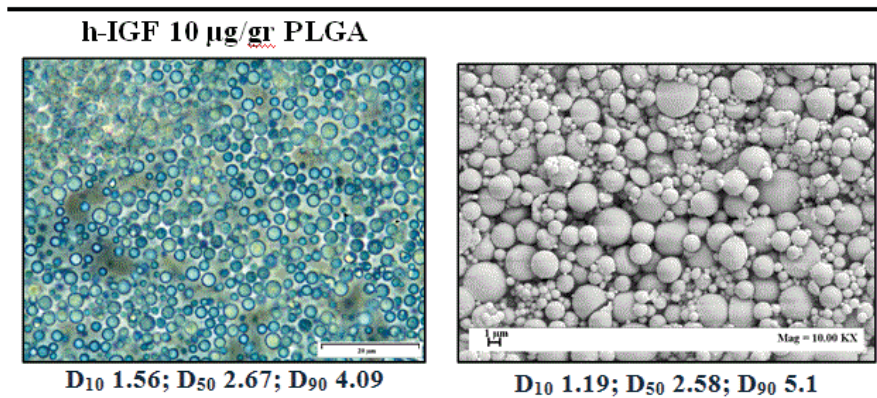 h-IGF 10 µg/gr PLGA
20 µm
1 µm
Mag = 10.00 KX
D₁₀ 1.56; D₅₀ 2.67; D₉₀ 4.09
D₁₀ 1.19; D₅₀ 2.58; D₉₀ 5.1